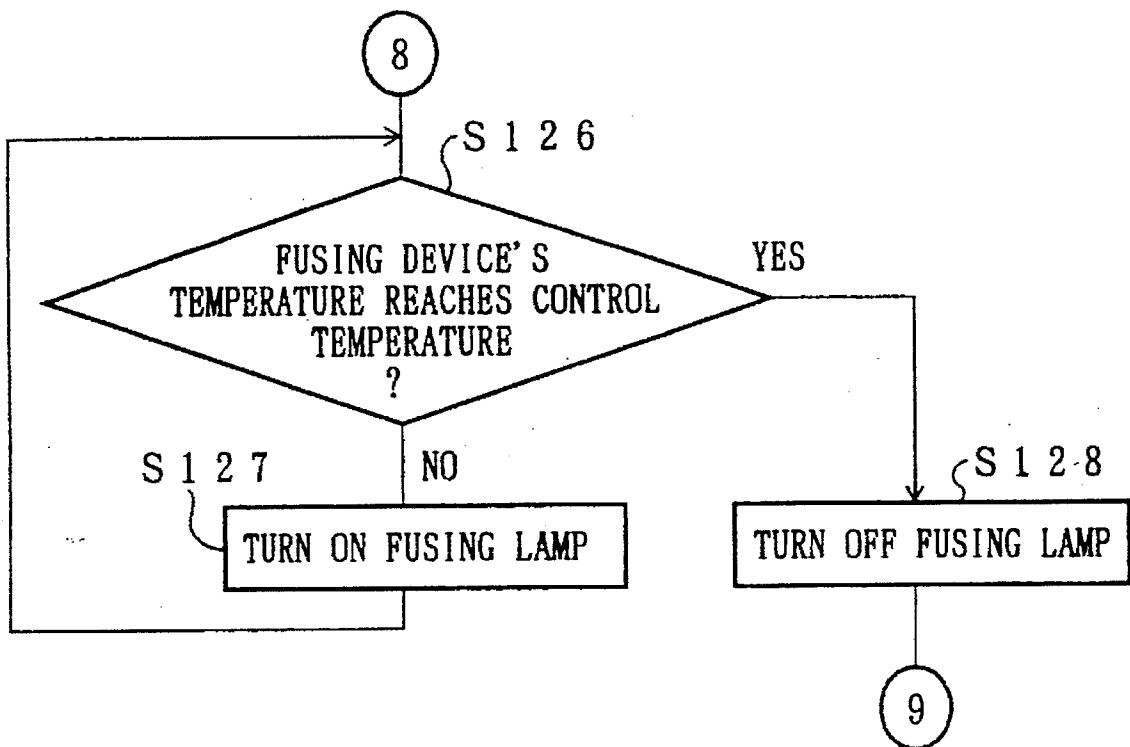 8
S126
FUSING DEVICE'S
TEMPERATURE REACHES CONTROL
TEMPERATURE
?
YES
S127
NO
TURN ON FUSING LAMP
S128
TURN OFF FUSING LAMP
9